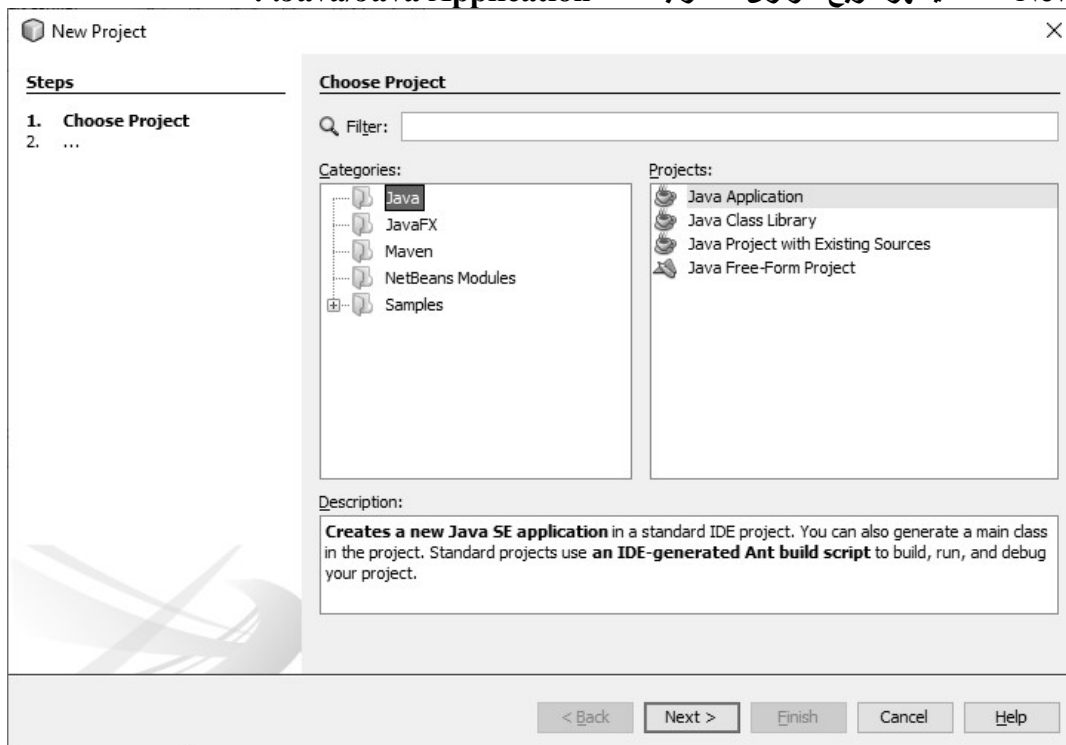 New Project
Steps
1. Choose Project
2. ...
Choose Project
Filter:
Categories:
Java
JavaFX
Maven
NetBeans Modules
Samples
Projects:
Java Application
Java Class Library
Java Project with Existing Sources
Java Free-Form Project
Description:
Creates a new Java SE application in a standard IDE project. You can also generate a main class
in the project. Standard projects use an IDE-generated Ant build script to build, run, and debug
your project.
< Back
Next >
Finish
Cancel
Help